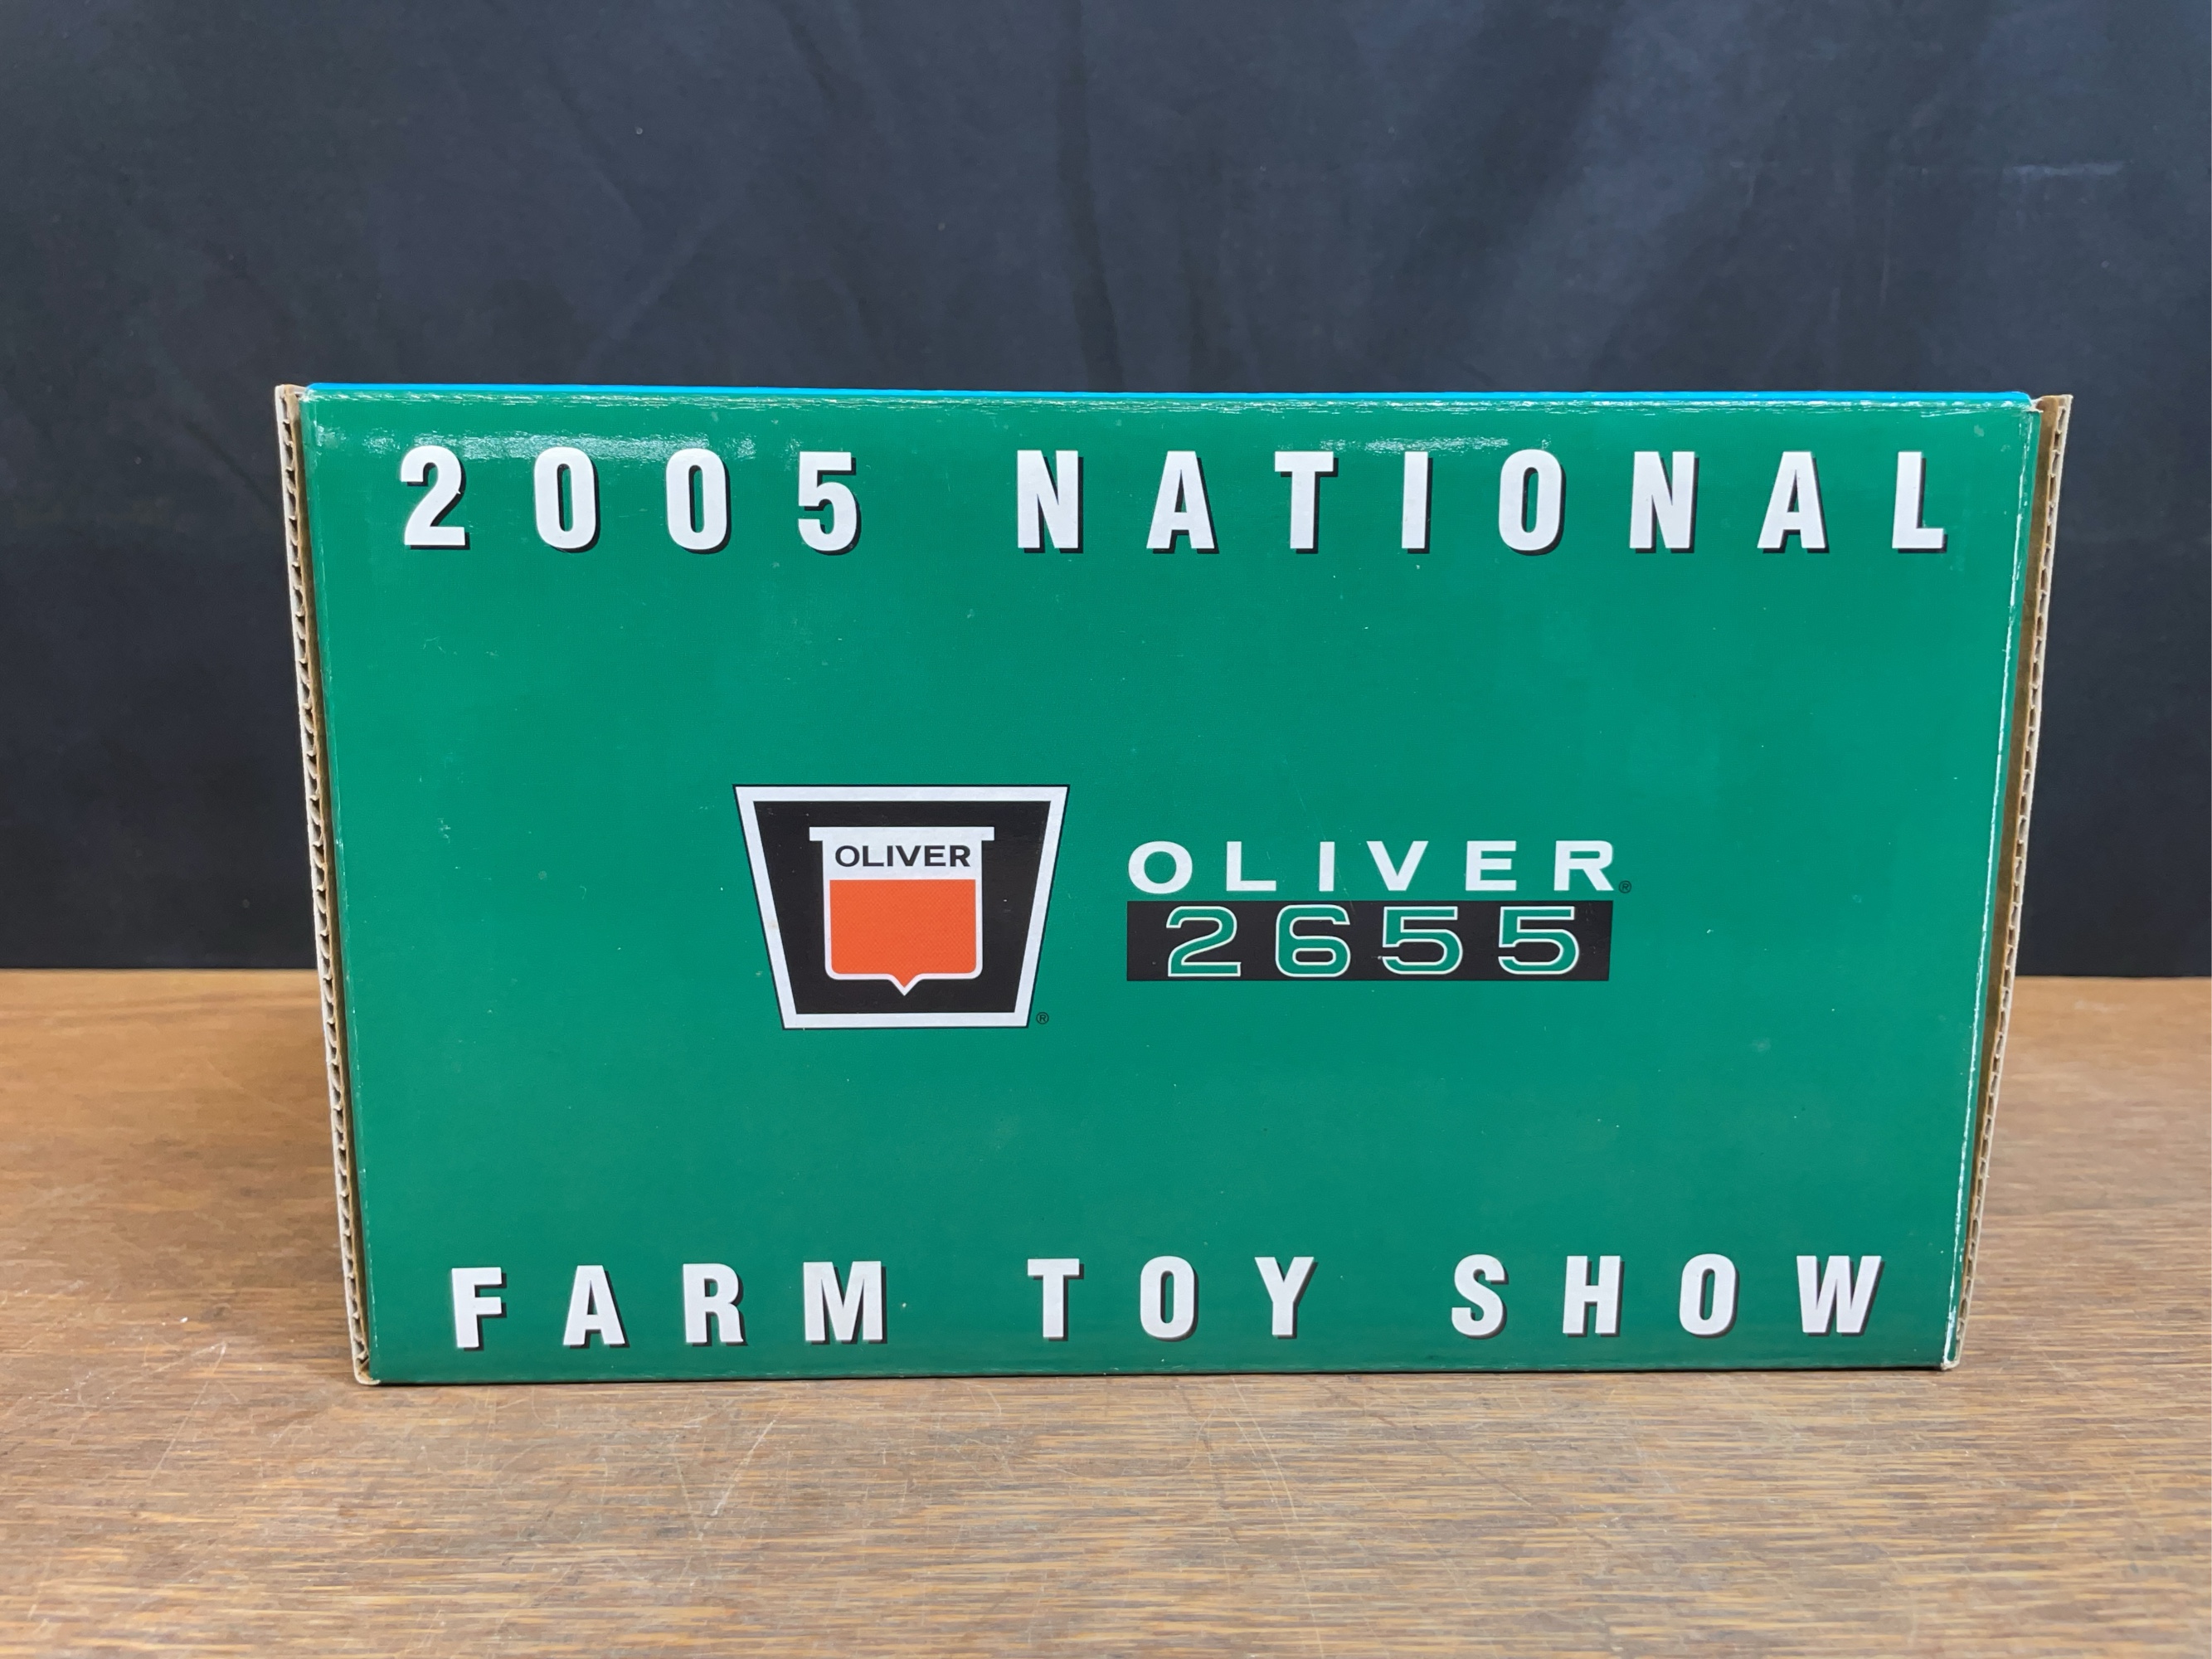 2005 NATIONAL
OLIVER
OLIVER®
2655
®
FARM TOY SHOW